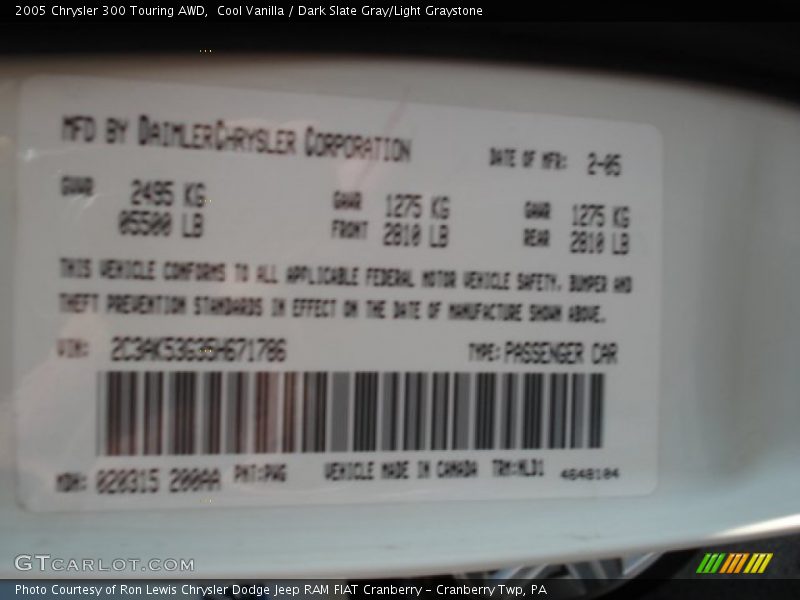 2005 Chrysler 300 Touring AWD,  Cool Vanilla / Dark Slate Gray/Light Graystone
MFD BY DAIMLERCHRYSLER CORPORATION
DATE OF MFR: 2-05
GVWR 2495 KG GAWR 1275 KG GAWR 1275 KG
05500 LB FRONT 2810 LB REAR 2810 LB
THIS VEHICLE CONFORMS TO ALL APPLICABLE FEDERAL MOTOR VEHICLE SAFETY, BUMPER AND
THEFT PREVENTION STANDARDS IN EFFECT ON THE DATE OF MANUFACTURE SHOWN ABOVE.
VIN: 2C3AK53G35H671786 TYPE: PASSENGER CAR
MDH: 020315 200AA PNT:PWG VEHICLE MADE IN CANADA TRM:MLD1 4648104
GTCARLOT.COM
Photo Courtesy of Ron Lewis Chrysler Dodge Jeep RAM FIAT Cranberry – Cranberry Twp, PA